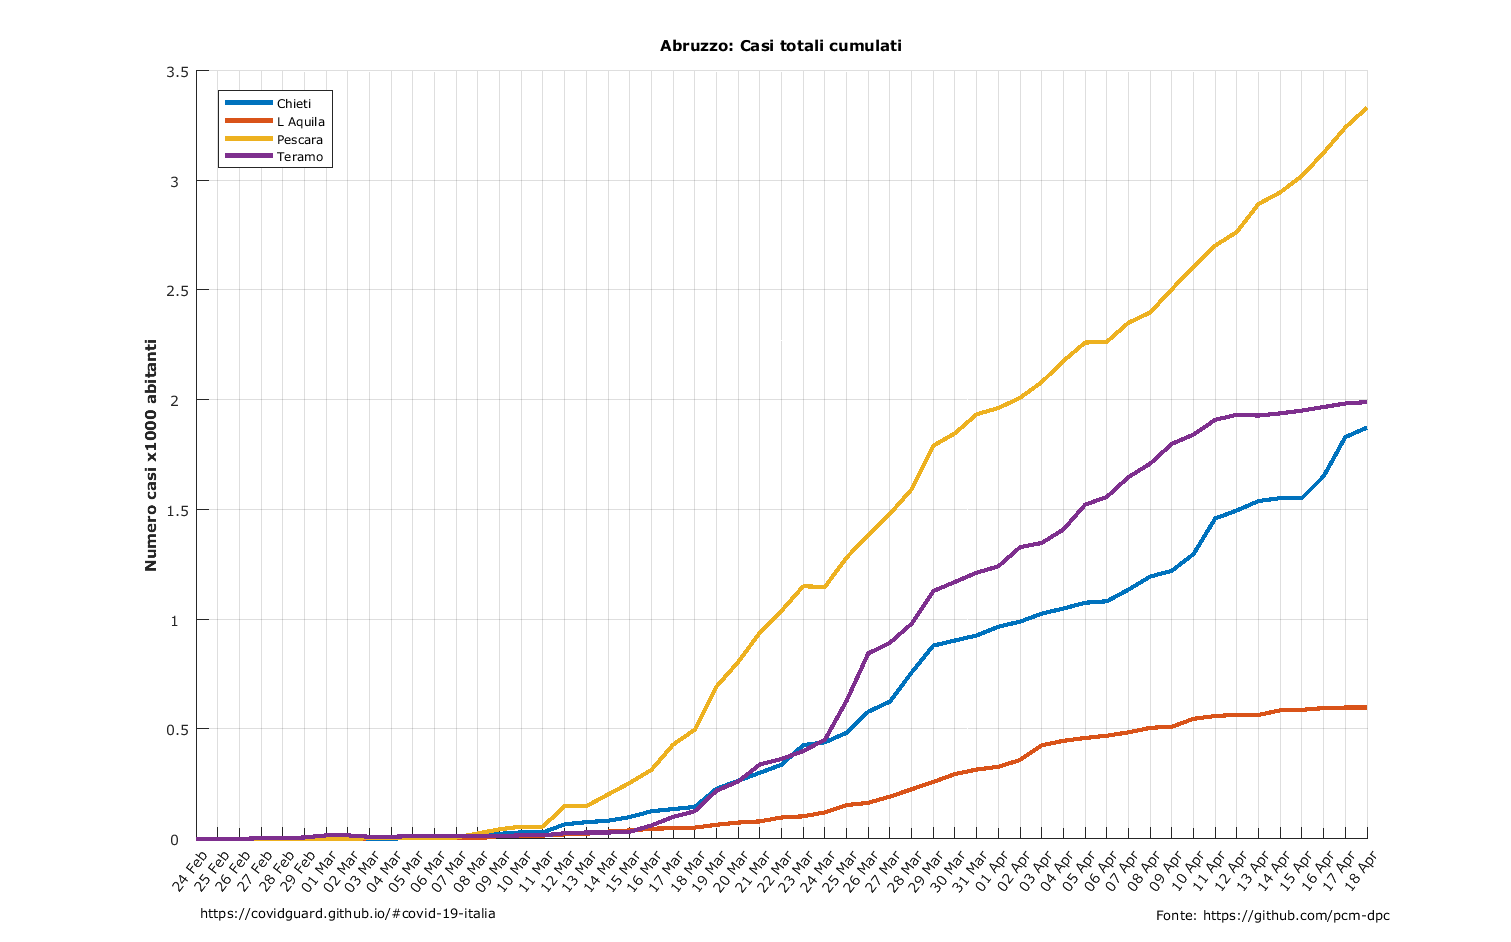 Abruzzo: Casi totali cumulati
3.5
3
2.5
2
1.5
1
0.5
0
Numero casi x1000 abitanti
Chieti
L Aquila
Pescara
Teramo
24 Feb
25 Feb
26 Feb
27 Feb
28 Feb
29 Feb
01 Mar
02 Mar
03 Mar
04 Mar
05 Mar
06 Mar
07 Mar
08 Mar
09 Mar
10 Mar
11 Mar
12 Mar
13 Mar
14 Mar
15 Mar
16 Mar
17 Mar
18 Mar
19 Mar
20 Mar
21 Mar
22 Mar
23 Mar
24 Mar
25 Mar
26 Mar
27 Mar
28 Mar
29 Mar
30 Mar
31 Mar
01 Apr
02 Apr
03 Apr
04 Apr
05 Apr
06 Apr
07 Apr
08 Apr
09 Apr
10 Apr
11 Apr
12 Apr
13 Apr
14 Apr
15 Apr
16 Apr
17 Apr
18 Apr
https://covidguard.github.io/#covid-19-italia
Fonte: https://github.com/pcm-dpc